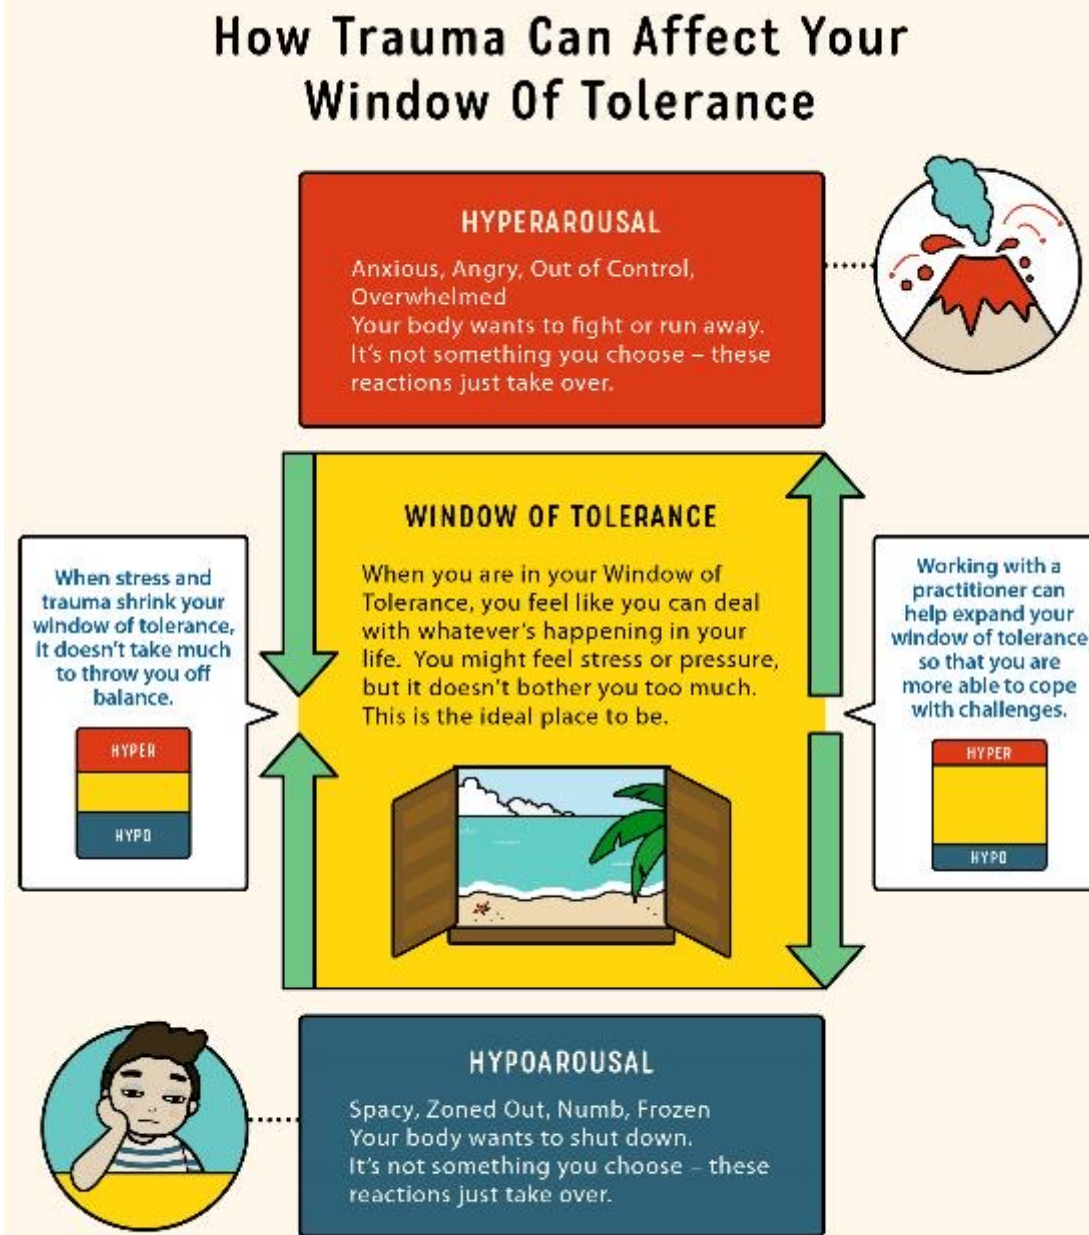 How Trauma Can Affect Your
Window Of Tolerance
HYPERAROUSAL
Anxious, Angry, Out of Control,
Overwhelmed
Your body wants to fight or run away.
It's not something you choose – these
reactions just take over.
WINDOW OF TOLERANCE
When you are in your Window of
Tolerance, you feel like you can deal
with whatever's happening in your
life. You might feel stress or pressure,
but it doesn't bother you too much.
This is the ideal place to be.
When stress and
trauma shrink your
window of tolerance,
it doesn't take much
to throw you off
balance.
HYPER
HYPO
Working with a
practitioner can
help expand your
window of tolerance
so that you are
more able to cope
with challenges.
HYPER
HYPO
HYPOAROUSAL
Spacy, Zoned Out, Numb, Frozen
Your body wants to shut down.
It's not something you choose – these
reactions just take over.